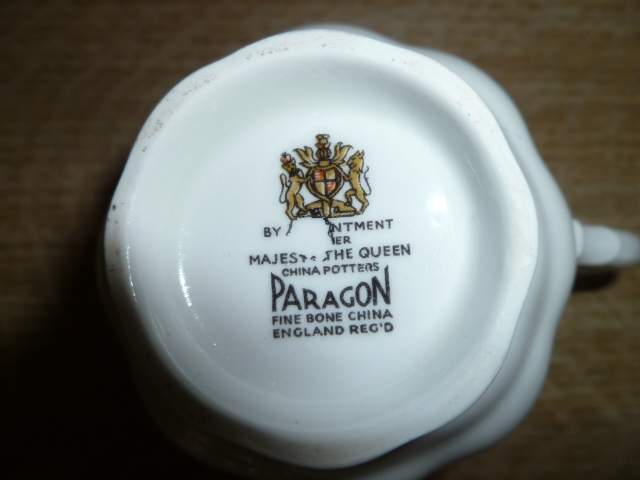 BY NTMENT
ER
MAJEST THE QUEEN
CHINA POTTERS
PARAGON
FINE BONE CHINA
ENGLAND REG'D